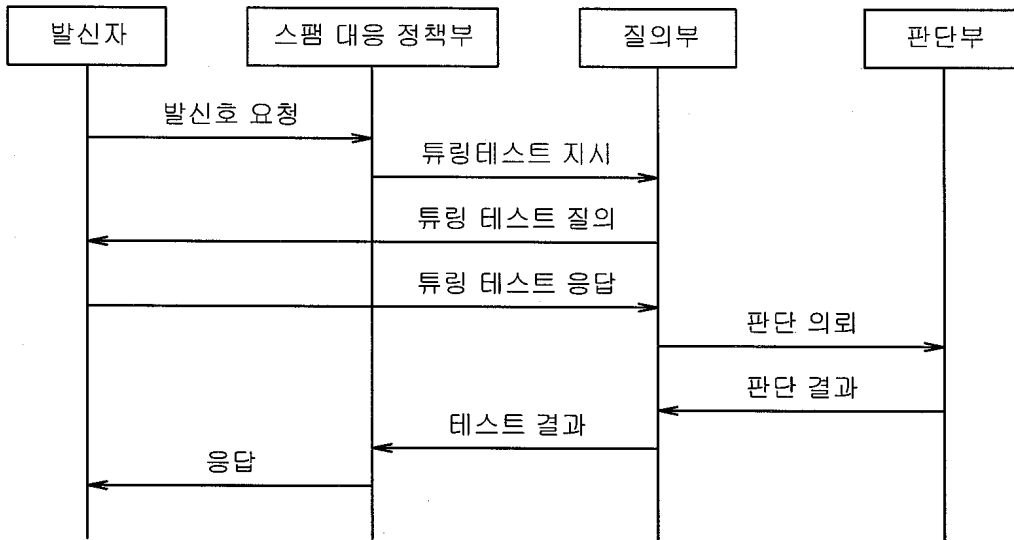 발신자
스팸 대응 정책부
질의부
판단부
발신호 요청
튜링테스트 지시
튜링 테스트 질의
튜링 테스트 응답
판단 의뢰
판단 결과
테스트 결과
응답